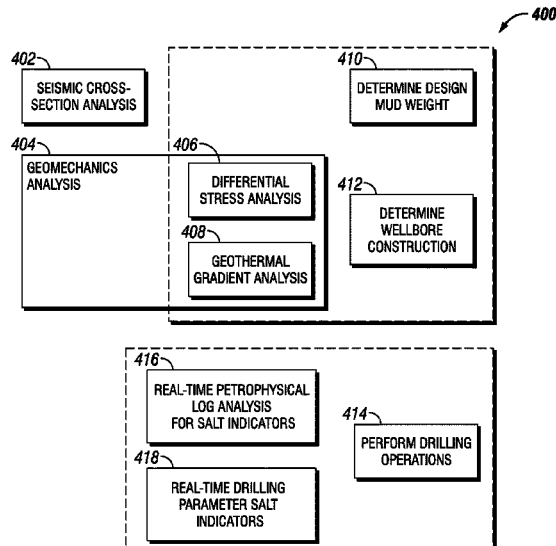 400
402
SEISMIC CROSS-
SECTION ANALYSIS
410
DETERMINE DESIGN
MUD WEIGHT
404
GEOMECHANICS
ANALYSIS
406
DIFFERENTIAL
STRESS ANALYSIS
408
GEOTHERMAL
GRADIENT ANALYSIS
412
DETERMINE
WELLBORE
CONSTRUCTION
416
REAL-TIME PETROPHYSICAL
LOG ANALYSIS
FOR SALT INDICATORS
414
PERFORM DRILLING
OPERATIONS
418
REAL-TIME DRILLING
PARAMETER SALT
INDICATORS